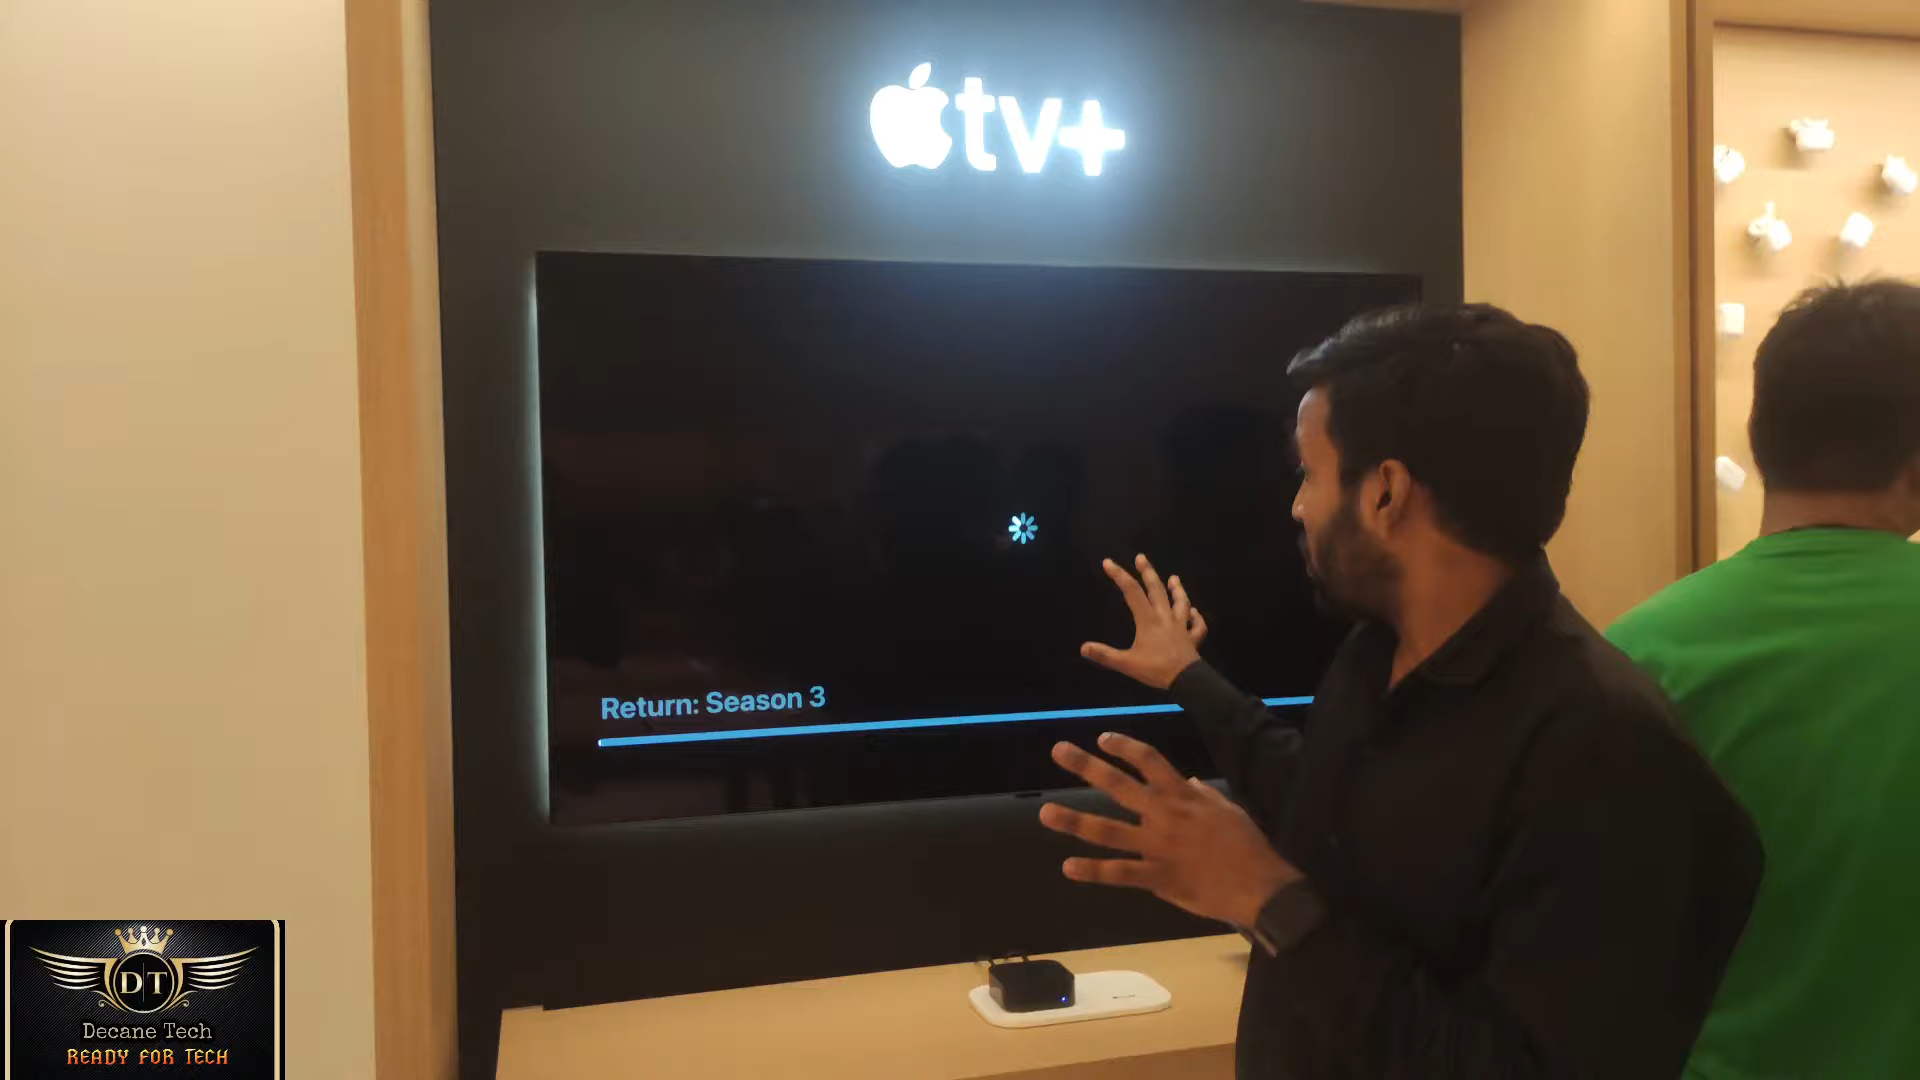 tv+
Return: Season 3
DT
Decane Tech
READY FOR TECH